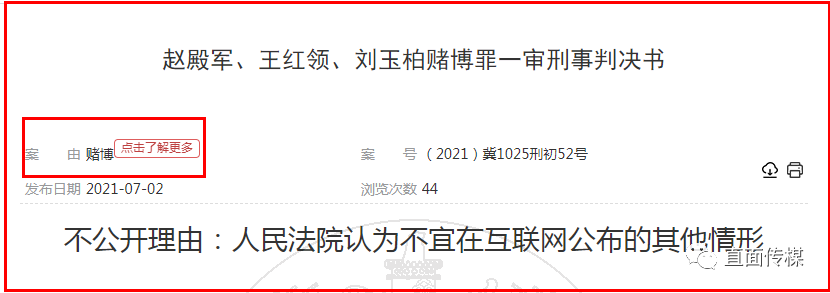 赵殿军、王红领、刘玉柏赌博罪一审刑事判决书
案 由 赌博 点击了解更多 案 号 （2021）冀1025刑初52号
发布日期 2021-07-02 浏览次数 44
不公开理由：人民法院认为不宜在互联网公布的其他情形
直面传媒